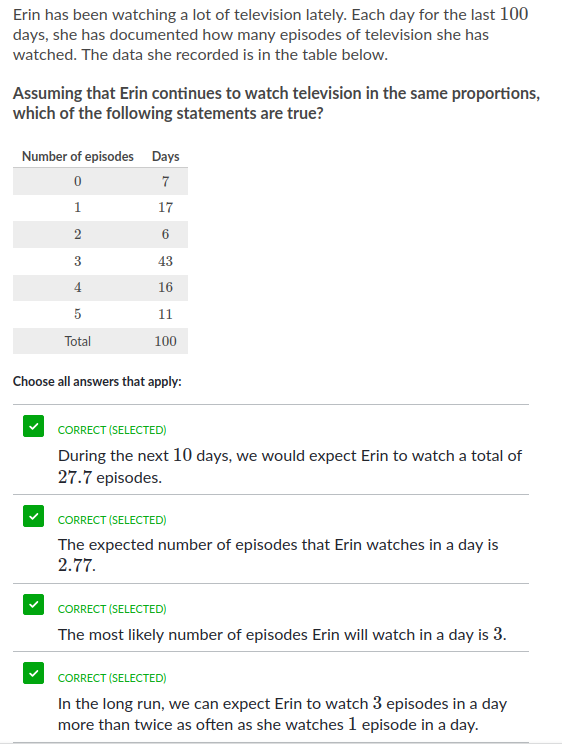 Erin has been watching a lot of television lately. Each day for the last 100
days, she has documented how many episodes of television she has
watched. The data she recorded is in the table below.
Assuming that Erin continues to watch television in the same proportions,
which of the following statements are true?
Number of episodes Days
0 7
1 17
2 6
3 43
4 16
5 11
Total 100
Choose all answers that apply:
CORRECT (SELECTED)
During the next 10 days, we would expect Erin to watch a total of
27.7 episodes.
CORRECT (SELECTED)
The expected number of episodes that Erin watches in a day is
2.77.
CORRECT (SELECTED)
The most likely number of episodes Erin will watch in a day is 3.
CORRECT (SELECTED)
In the long run, we can expect Erin to watch 3 episodes in a day
more than twice as often as she watches 1 episode in a day.